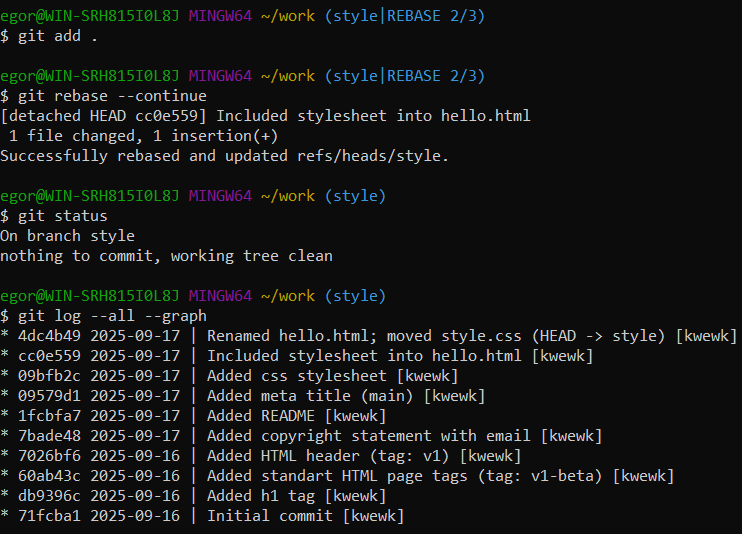 egor@WIN-SRH815I0L8J MINGW64 ~/work (style|REBASE 2/3)
$ git add .
egor@WIN-SRH815I0L8J MINGW64 ~/work (style|REBASE 2/3)
$ git rebase --continue
[detached HEAD cc0e559] Included stylesheet into hello.html
 1 file changed, 1 insertion(+)
Successfully rebased and updated refs/heads/style.
egor@WIN-SRH815I0L8J MINGW64 ~/work (style)
$ git status
On branch style
nothing to commit, working tree clean
egor@WIN-SRH815I0L8J MINGW64 ~/work (style)
$ git log --all --graph
* 4dc4b49 2025-09-17 | Renamed hello.html; moved style.css (HEAD -> style) [kwewk]
* cc0e559 2025-09-17 | Included stylesheet into hello.html [kwewk]
* 09bfb2c 2025-09-17 | Added css stylesheet [kwewk]
* 09579d1 2025-09-17 | Added meta title (main) [kwewk]
* 1fcbfa7 2025-09-17 | Added README [kwewk]
* 7bade48 2025-09-17 | Added copyright statement with email [kwewk]
* 7026bf6 2025-09-16 | Added HTML header (tag: v1) [kwewk]
* 60ab43c 2025-09-16 | Added standart HTML page tags (tag: v1-beta) [kwewk]
* db9396c 2025-09-16 | Added h1 tag [kwewk]
* 71fcba1 2025-09-16 | Initial commit [kwewk]